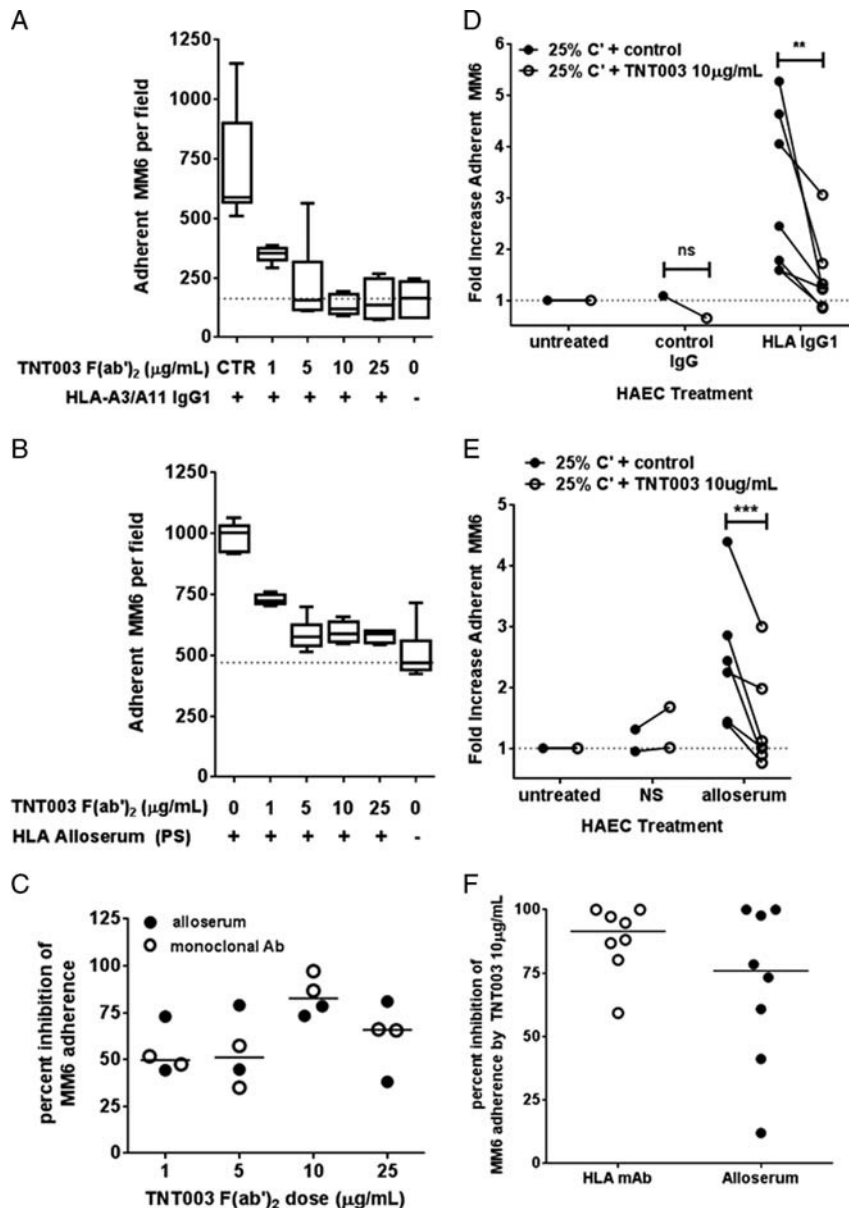 A
1250
1000
750
500
250
0
Adherent MM6 per field
TNT003 F(ab')₂ (μg/mL) CTR 1 5 10 25 0
HLA-A3/A11 IgG1 + + + + + -
B
1250
1000
750
500
250
0
Adherent MM6 per field
TNT003 F(ab')₂ (μg/mL) 0 1 5 10 25 0
HLA Alloserum (PS) + + + + + -
C
alloserum
monoclonal Ab
125
100
75
50
25
0
percent inhibition of
MM6 adherence
1 5 10 25
TNT003 F(ab')₂ dose (μg/mL)
D
25% C' + control
25% C' + TNT003 10μg/mL
6
5
4
3
2
1
Fold Increase Adherent MM6
ns
**
untreated control IgG HLA IgG1
HAEC Treatment
E
25% C' + control
25% C' + TNT003 10ug/mL
5
4
3
2
1
Fold Increase Adherent MM6
***
untreated NS alloserum
HAEC Treatment
F
100
75
50
25
0
percent inhibition of
MM6 adherence by TNT003 10μg/mL
HLA mAb Alloserum